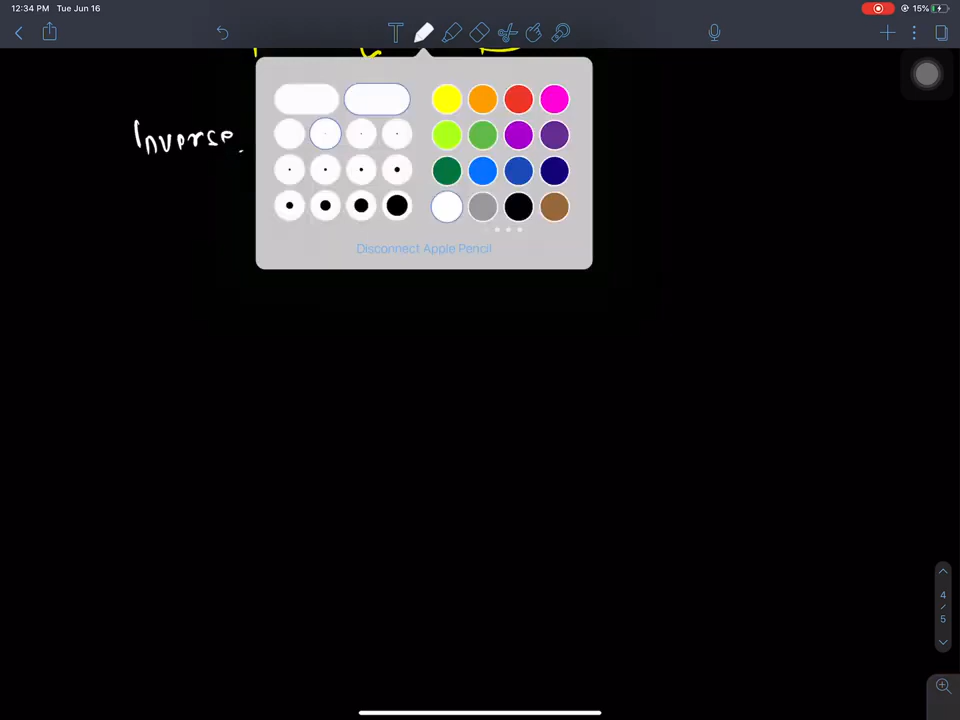 12:34 PM Tue Jun 16
15%
T
Inverse.
Disconnect Apple Pencil
4
/
5